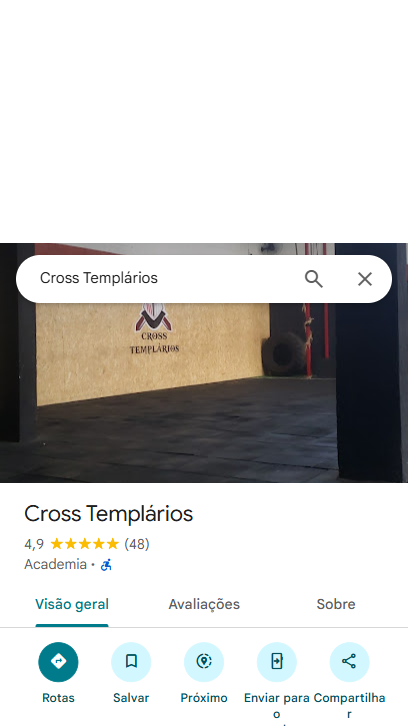 Cross Templários
CROSS
TEMPLÁRIOS
Cross Templários
4,9 (48)
Academia ·
Visão geral Avaliações Sobre
Rotas Salvar Próximo Enviar para Compartilha
o r